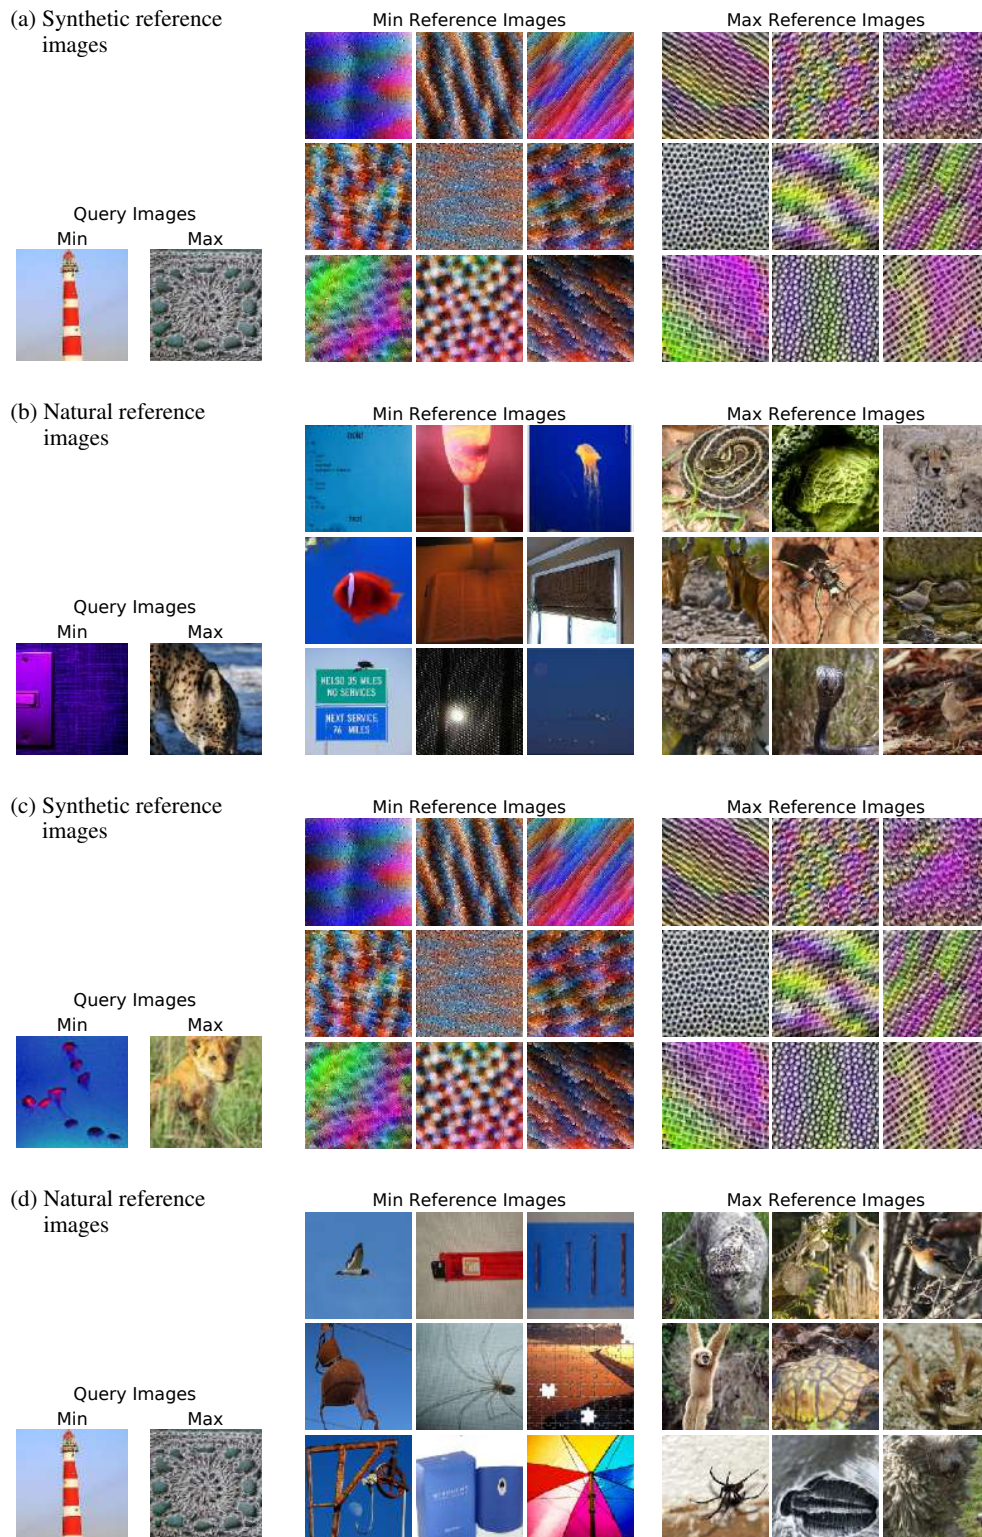 (a) Synthetic reference
images
Min Reference Images
Max Reference Images
Query Images
Min
Max
(b) Natural reference
images
Min Reference Images
Max Reference Images
Query Images
Min
Max
hot
KELSO 35 MILES
NO SERVICES
NEXT SERVICE
76 MILES
(c) Synthetic reference
images
Min Reference Images
Max Reference Images
Query Images
Min
Max
(d) Natural reference
images
Min Reference Images
Max Reference Images
Query Images
Min
Max